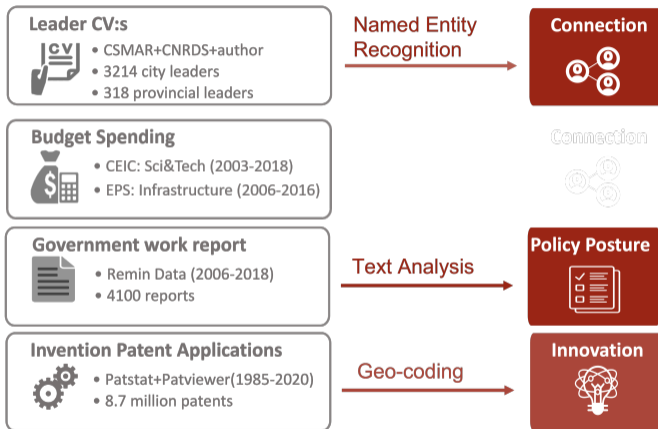 Leader CV:s
CV
• CSMAR+CNRDS+author
• 3214 city leaders
• 318 provincial leaders
Named Entity
Recognition
Connection
Budget Spending
$
• CEIC: Sci&Tech (2003-2018)
• EPS: Infrastructure (2006-2016)
Connection
Government work report
• Remin Data (2006-2018)
• 4100 reports
Text Analysis
Policy Posture
Invention Patent Applications
• Patstat+Patviewer(1985-2020)
• 8.7 million patents
Geo-coding
Innovation